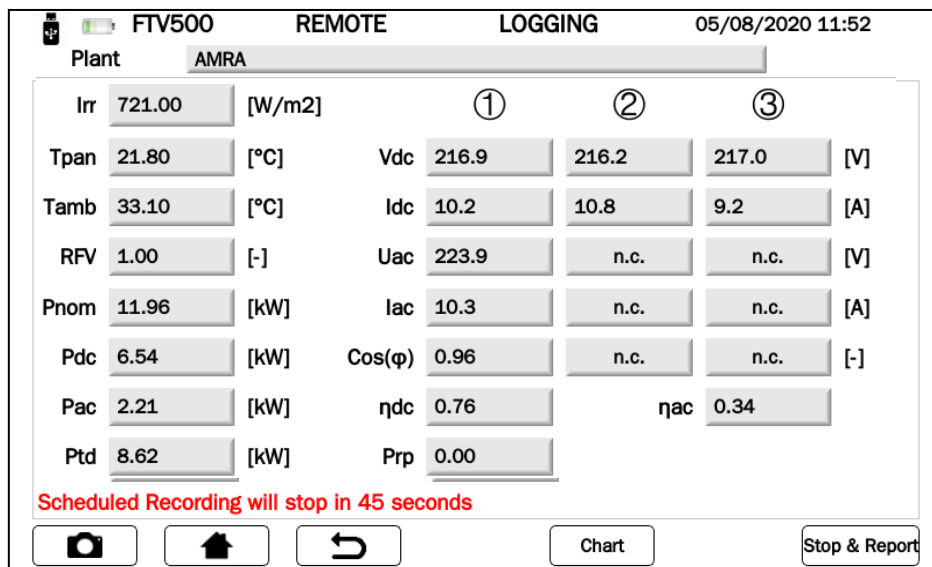 FTV500 REMOTE LOGGING 05/08/2020 11:52
Plant AMRA
Irr 721.00 [W/m2] ① ② ③
Tpan 21.80 [°C] Vdc 216.9 216.2 217.0 [V]
Tamb 33.10 [°C] Idc 10.2 10.8 9.2 [A]
RFV 1.00 [-] Uac 223.9 n.c. n.c. [V]
Pnom 11.96 [kW] Iac 10.3 n.c. n.c. [A]
Pdc 6.54 [kW] Cos(φ) 0.96 n.c. n.c. [-]
Pac 2.21 [kW] ηdc 0.76 ηac 0.34
Ptd 8.62 [kW] Prp 0.00
Scheduled Recording will stop in 45 seconds
Chart Stop & Report